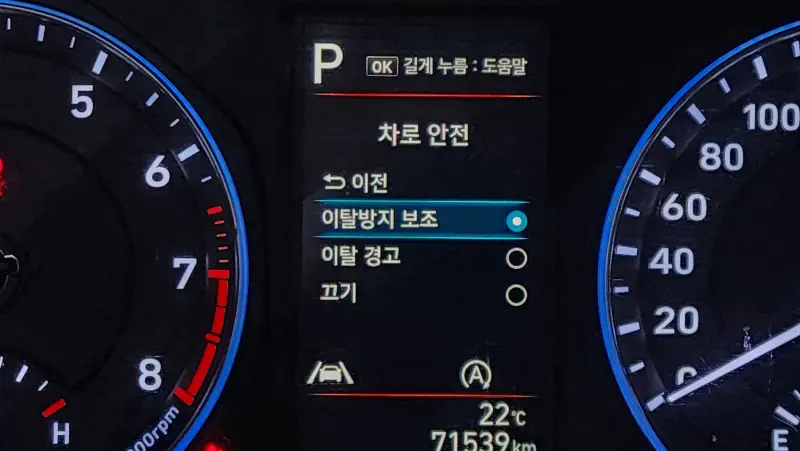 P
OK 길게 누름 : 도움말
차로 안전
이전
이탈방지 보조
이탈 경고
끄기
A
22℃
71539km
5
6
7
8
H
100
80
60
40
20
0
E